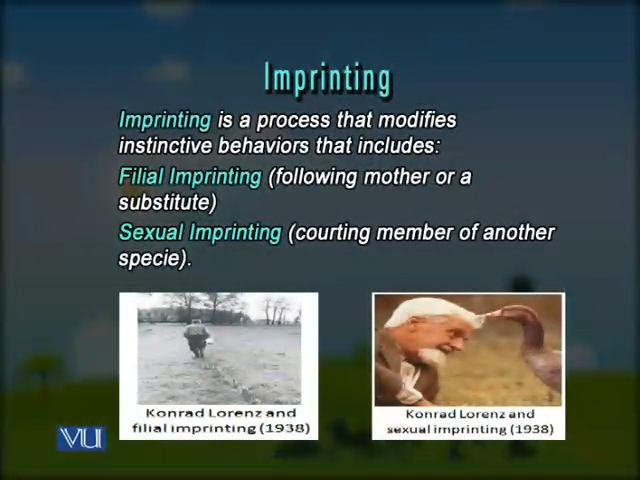 Imprinting
Imprinting is a process that modifies
instinctive behaviors that includes:
Filial Imprinting (following mother or a
substitute)
Sexual Imprinting (courting member of another
specie).
Konrad Lorenz and
filial imprinting (1938)
Konrad Lorenz and
sexual imprinting (1938)
VU